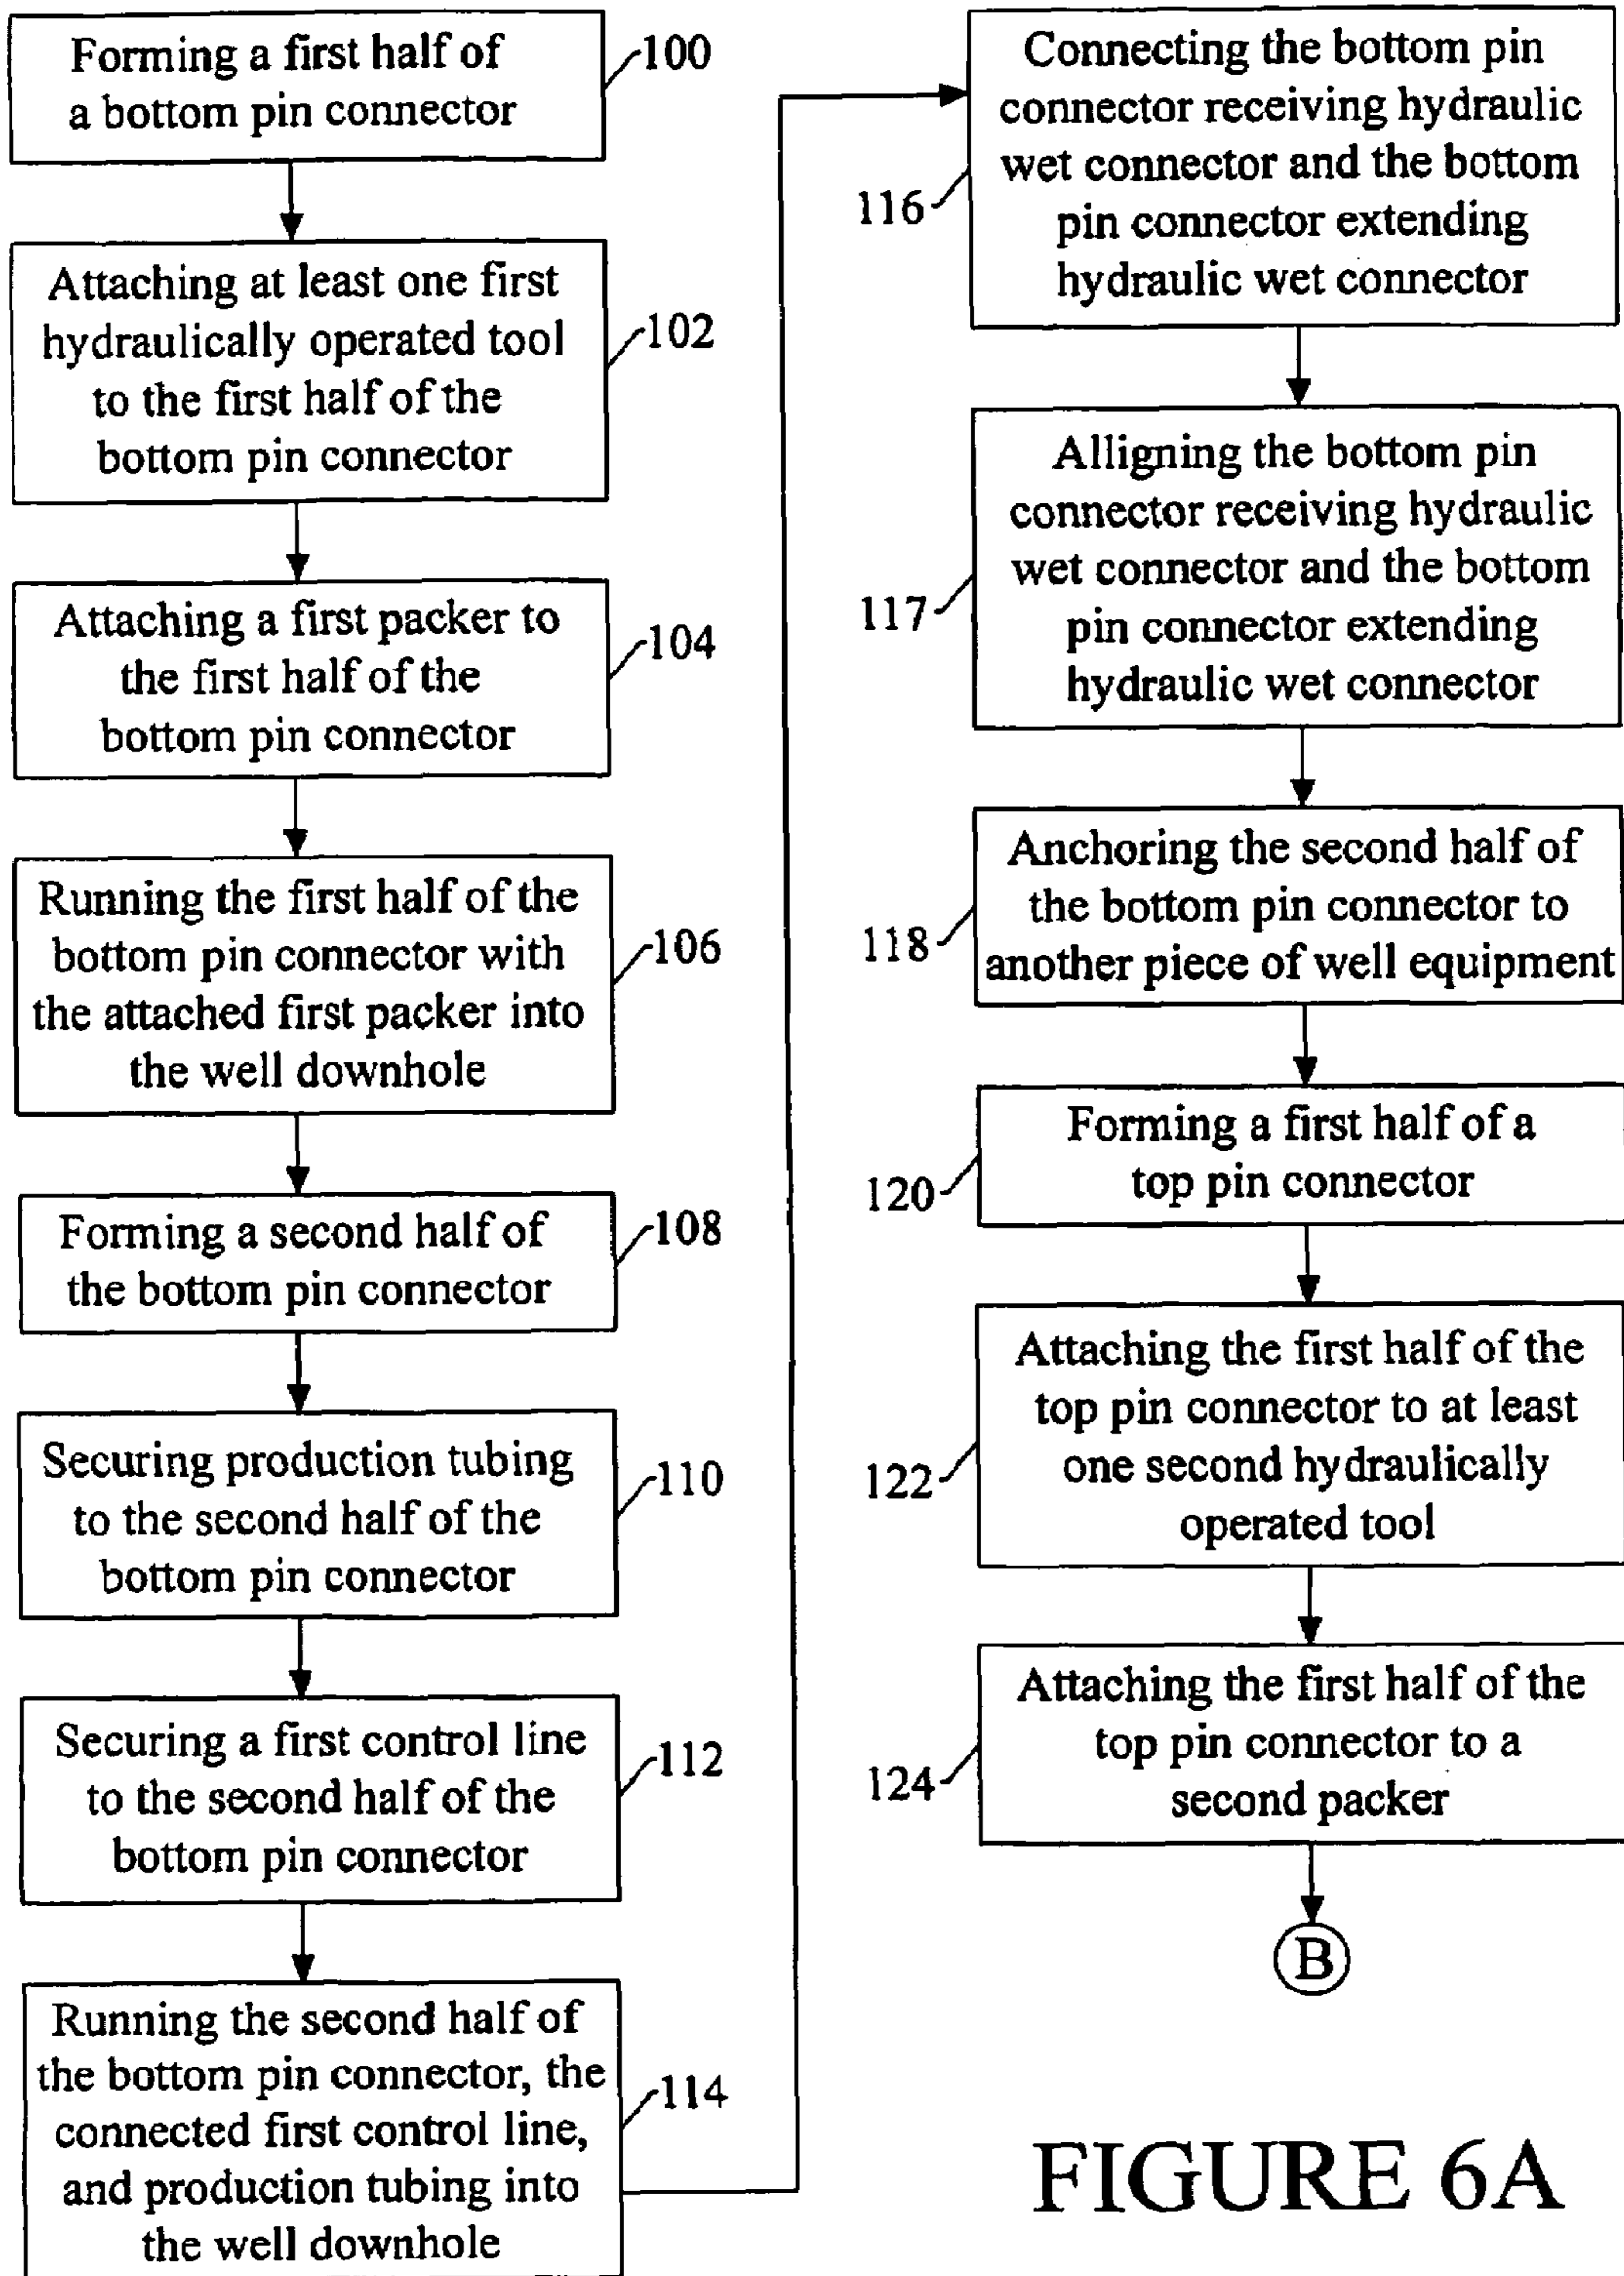 Forming a first half of
a bottom pin connector
100
Attaching at least one first
hydraulically operated tool
to the first half of the
bottom pin connector
102
Attaching a first packer to
the first half of the
bottom pin connector
104
Running the first half of the
bottom pin connector with
the attached first packer into
the well downhole
106
Forming a second half of
the bottom pin connector
108
Securing production tubing
to the second half of the
bottom pin connector
110
Securing a first control line
to the second half of the
bottom pin connector
112
Running the second half of
the bottom pin connector, the
connected first control line,
and production tubing into
the well downhole
114
Connecting the bottom pin
connector receiving hydraulic
wet connector and the bottom
pin connector extending
hydraulic wet connector
116
Alligning the bottom pin
connector receiving hydraulic
wet connector and the bottom
pin connector extending
hydraulic wet connector
117
Anchoring the second half of
the bottom pin connector to
another piece of well equipment
118
Forming a first half of a
top pin connector
120
Attaching the first half of the
top pin connector to at least
one second hydraulically
operated tool
122
Attaching the first half of the
top pin connector to a
second packer
124
B
FIGURE 6A